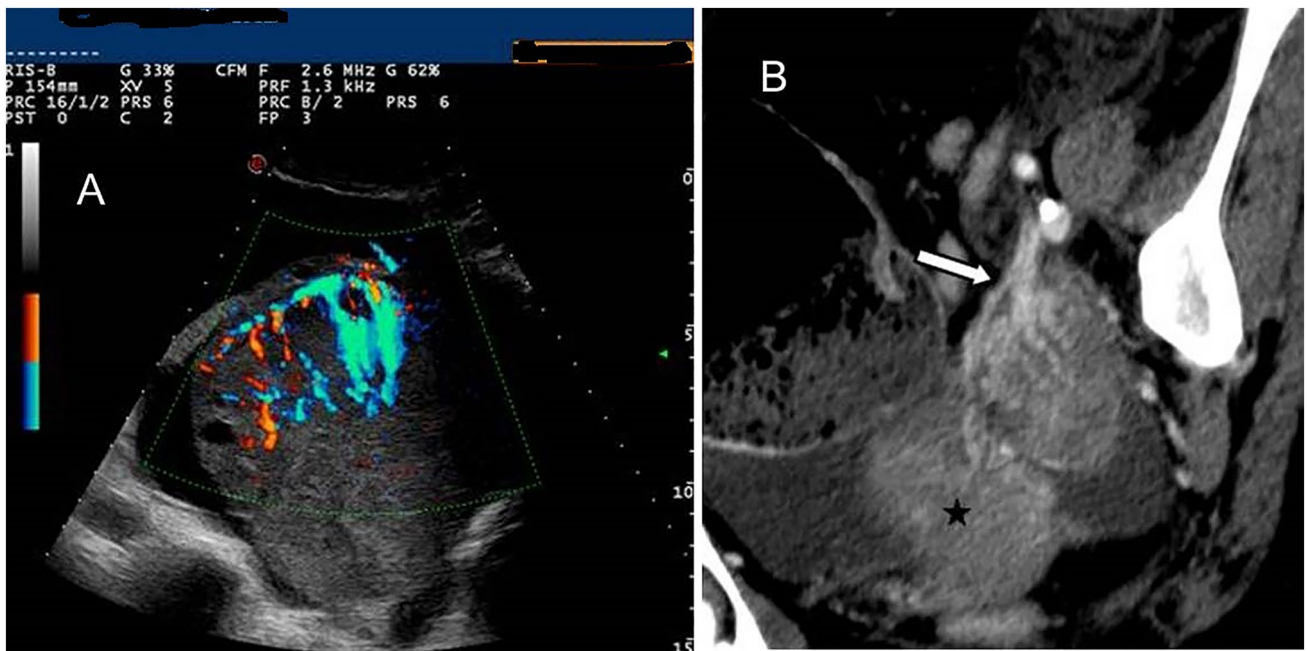 ---------
RIS-B G 33% CFM F 2.6 MHz G 62%
P 154mm XV 5 PRF 1.3 kHz
PRC 16/1/2 PRS 6 PRC B/ 2 PRS 6
PST 0 C 2 FP 3
1
A
0
5
10
15
B